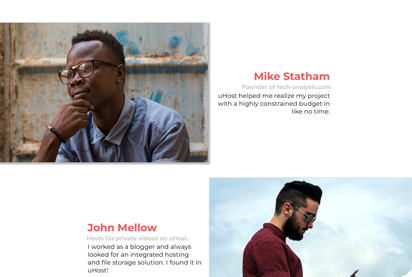 Mike Statham
Founder of tech-analysis.com
uHost helped me realize my project
with a highly constrained budget in
like no time.
John Mellow
Hosts his private videos on uHost.
I worked as a blogger and always
looked for an integrated hosting
and file storage solution. I found it in
uHost!